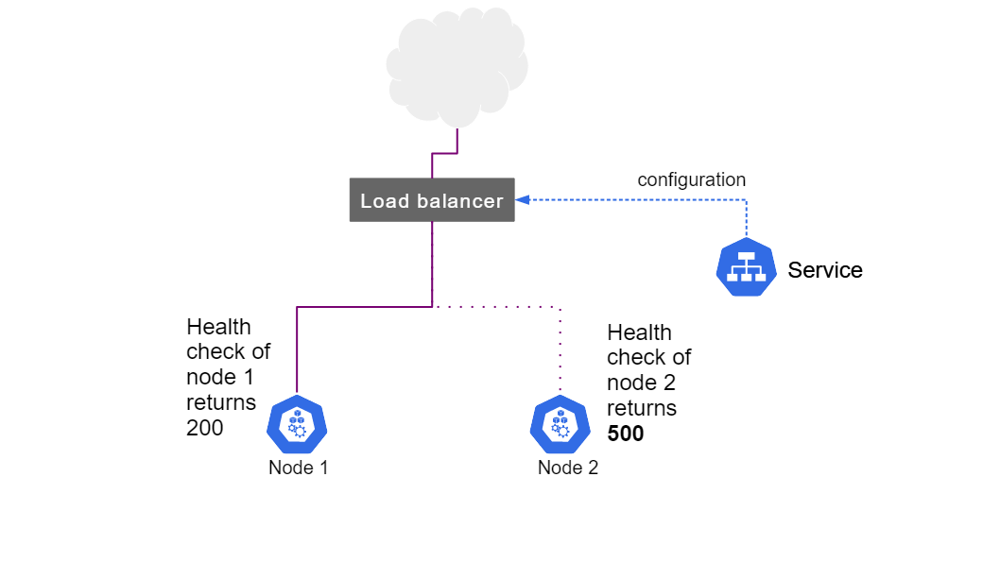 configuration
Load balancer
Service
Health
check of
node 1
returns
200
Health
check of
node 2
returns
500
Node 1
Node 2